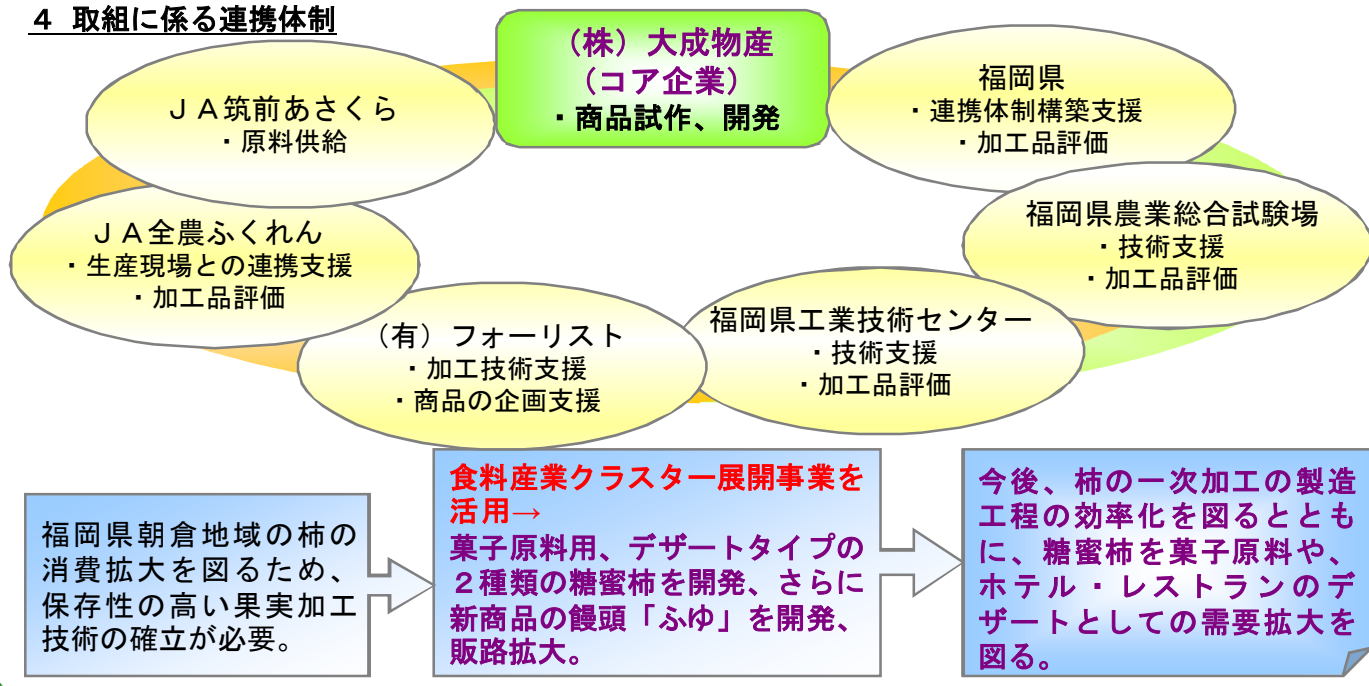 ４ 取組に係る連携体制
（株）大成物産
（コア企業）
・商品試作、開発
ＪＡ筑前あさくら
・原料供給
福岡県
・連携体制構築支援
・加工品評価
ＪＡ全農ふくれん
・生産現場との連携支援
・加工品評価
福岡県農業総合試験場
・技術支援
・加工品評価
（有）フォーリスト
・加工技術支援
・商品の企画支援
福岡県工業技術センター
・技術支援
・加工品評価
福岡県朝倉地域の柿の
消費拡大を図るため、
保存性の高い果実加工
技術の確立が必要。
食料産業クラスター展開事業を
活用→
菓子原料用、デザートタイプの
２種類の糖蜜柿を開発、さらに
新商品の饅頭「ふゆ」を開発、
販路拡大。
今後、柿の一次加工の製造
工程の効率化を図るととも
に、糖蜜柿を菓子原料や、
ホテル・レストランのデ
ザートとしての需要拡大を
図る。